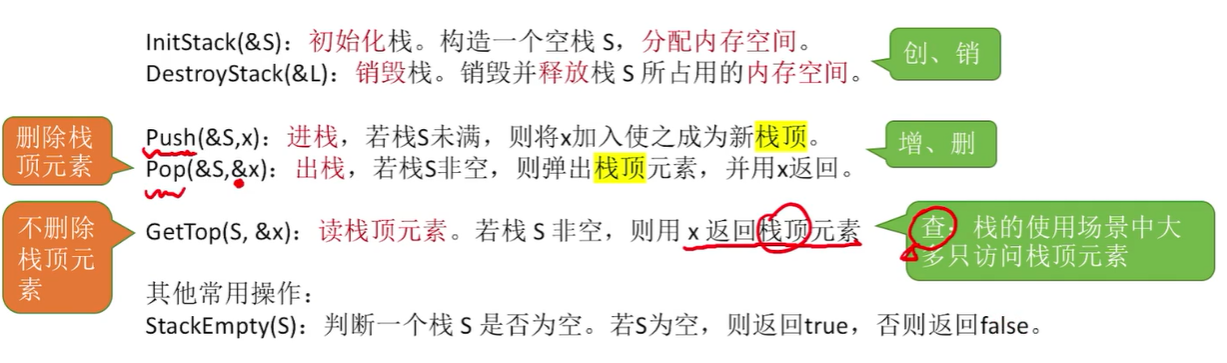 InitStack(&S)：初始化栈。构造一个空栈 S，分配内存空间。
DestroyStack(&L)：销毁栈。销毁并释放栈 S 所占用的内存空间。
创、销
删除栈
顶元素
Push(&S,x)：进栈，若栈S未满，则将x加入使之成为新栈顶。
Pop(&S,&x)：出栈，若栈S非空，则弹出栈顶元素，并用x返回。
增、删
不删除
栈顶元
素
GetTop(S, &x)：读栈顶元素。若栈 S 非空，则用 x 返回栈顶元素
查：栈的使用场景中大
多只访问栈顶元素
其他常用操作：
StackEmpty(S)：判断一个栈 S 是否为空。若S为空，则返回true，否则返回false。